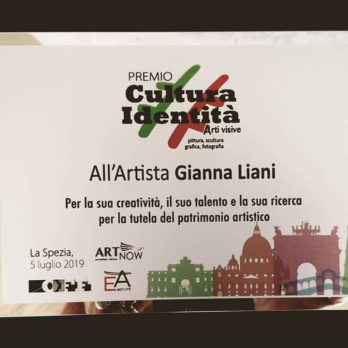 PREMIO
Cultura
Identità
Arti visive
pittura, scultura
grafica, fotografia
All'Artista Gianna Liani
Per la sua creatività, il suo talento e la sua ricerca
per la tutela del patrimonio artistico
La Spezia,
5 luglio 2019
ART
NOW
EA